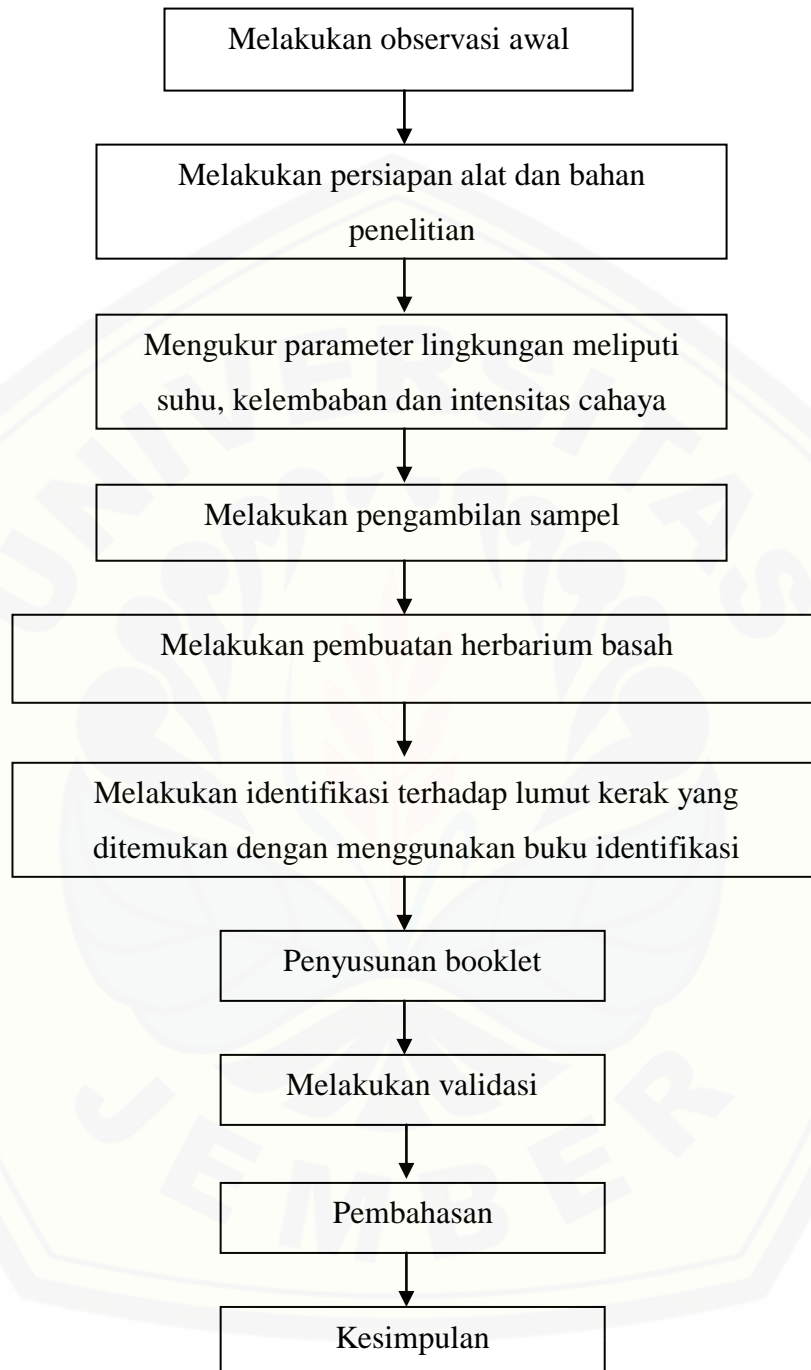 Melakukan observasi awal
Melakukan persiapan alat dan bahan
penelitian
Mengukur parameter lingkungan meliputi
suhu, kelembaban dan intensitas cahaya
Melakukan pengambilan sampel
Melakukan pembuatan herbarium basah
Melakukan identifikasi terhadap lumut kerak yang
ditemukan dengan menggunakan buku identifikasi
Penyusunan booklet
Melakukan validasi
Pembahasan
Kesimpulan
UNIVERSITAS
JEMBER